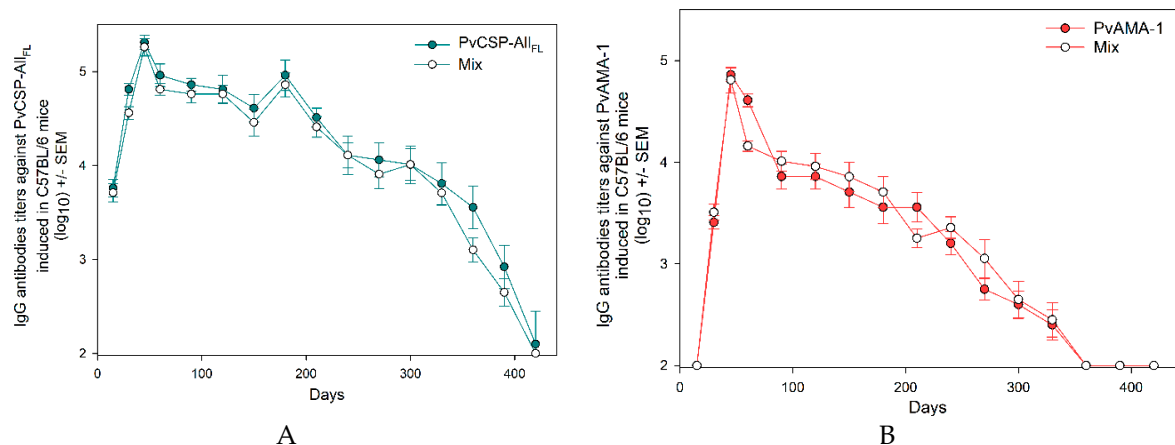 IgG antibodies titers against PvCSP-All_FL
induced in C57BL/6 mice
(log₁₀) +/- SEM
PvCSP-All_FL
Mix
5
4
3
2
0
100
200
300
400
Days
A
IgG antibodies titers against PvAMA-1
induced in C57BL/6 mice
(log₁₀) +/- SEM
PvAMA-1
Mix
5
4
3
2
0
100
200
300
400
Days
B